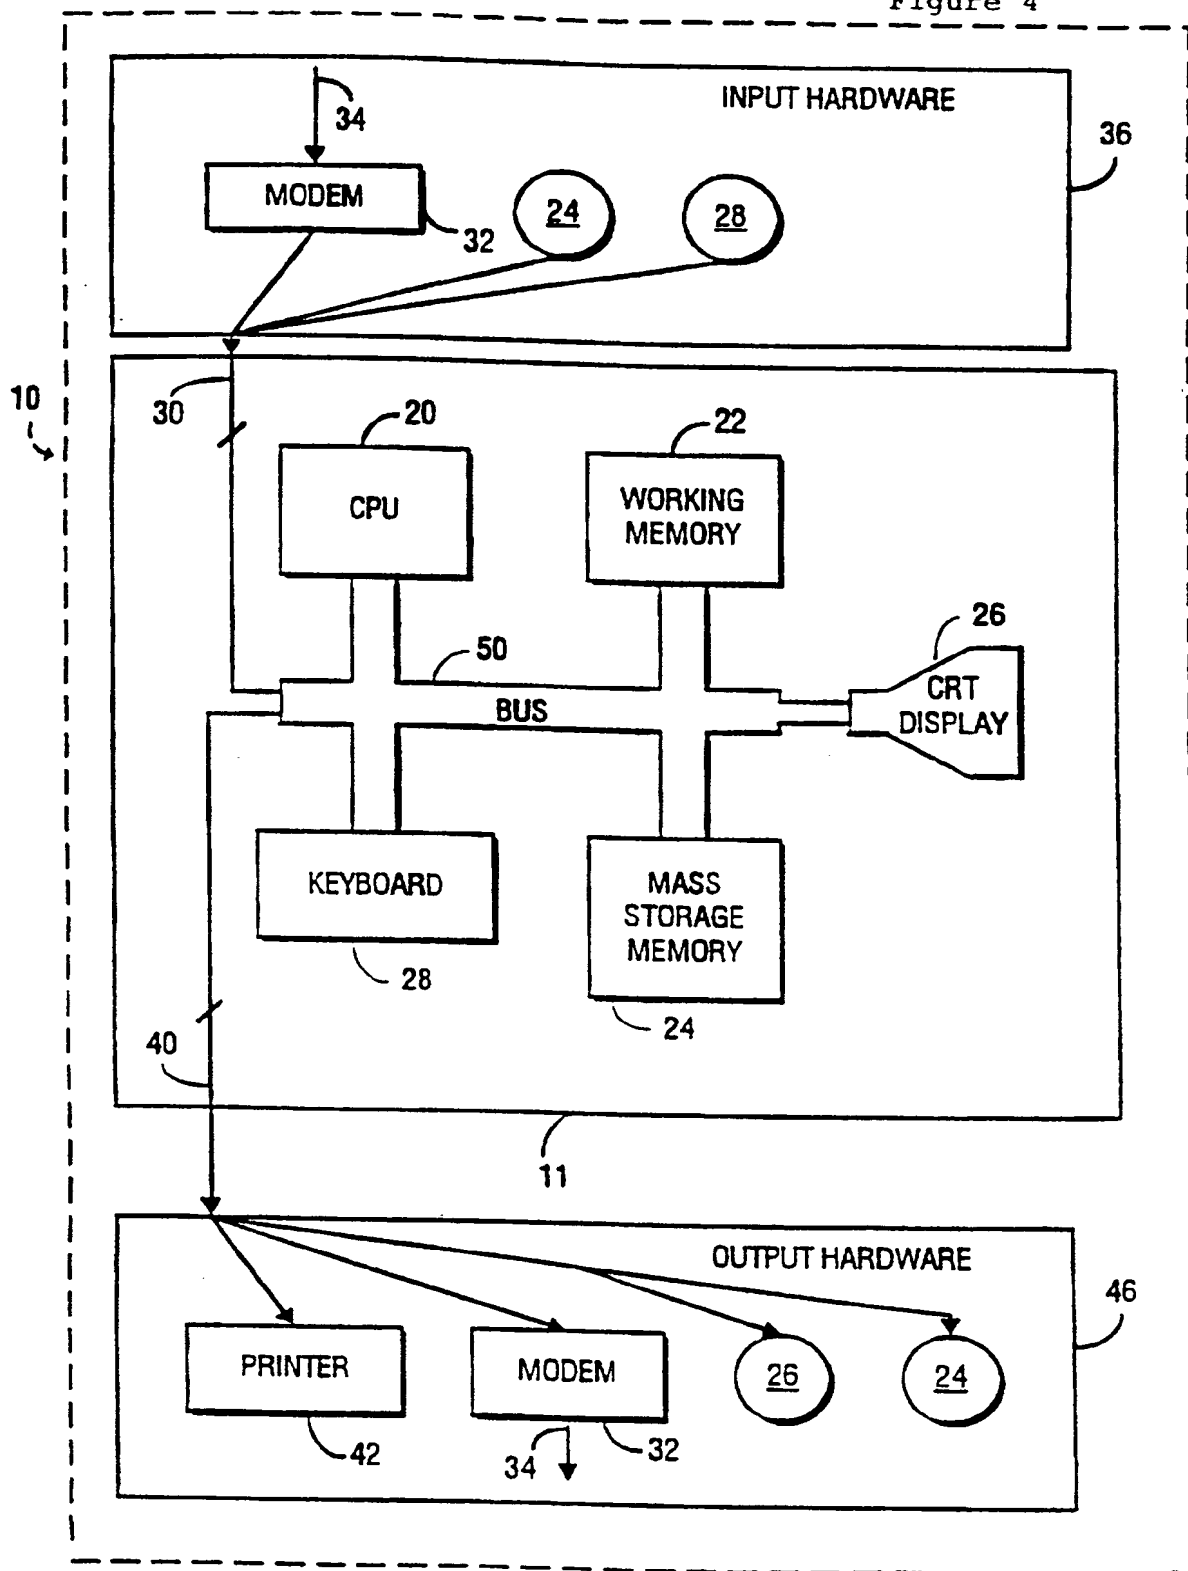 Figure 4
INPUT HARDWARE
34
36
MODEM
24
28
32
10
30
20
22
CPU
WORKING
MEMORY
26
50
CRT
DISPLAY
BUS
KEYBOARD
MASS
STORAGE
MEMORY
28
24
40
11
OUTPUT HARDWARE
46
PRINTER
MODEM
26
24
42
34
32